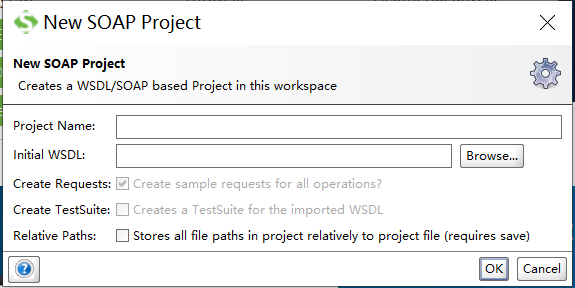 New SOAP Project
New SOAP Project
Creates a WSDL/SOAP based Project in this workspace
Project Name:
Initial WSDL:
Browse...
Create Requests:
Create sample requests for all operations?
Create TestSuite:
Creates a TestSuite for the imported WSDL
Relative Paths:
Stores all file paths in project relatively to project file (requires save)
?
OK
Cancel